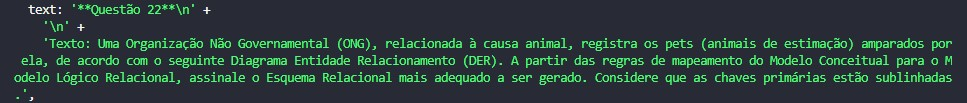 text: '**Questão 22**\n' +
'\n' +
'Texto: Uma Organização Não Governamental (ONG), relacionada à causa animal, registra os pets (animais de estimação) amparados por
ela, de acordo com o seguinte Diagrama Entidade Relacionamento (DER). A partir das regras de mapeamento do Modelo Conceitual para o M
odelo Lógico Relacional, assinale o Esquema Relacional mais adequado a ser gerado. Considere que as chaves primárias estão sublinhadas
.',